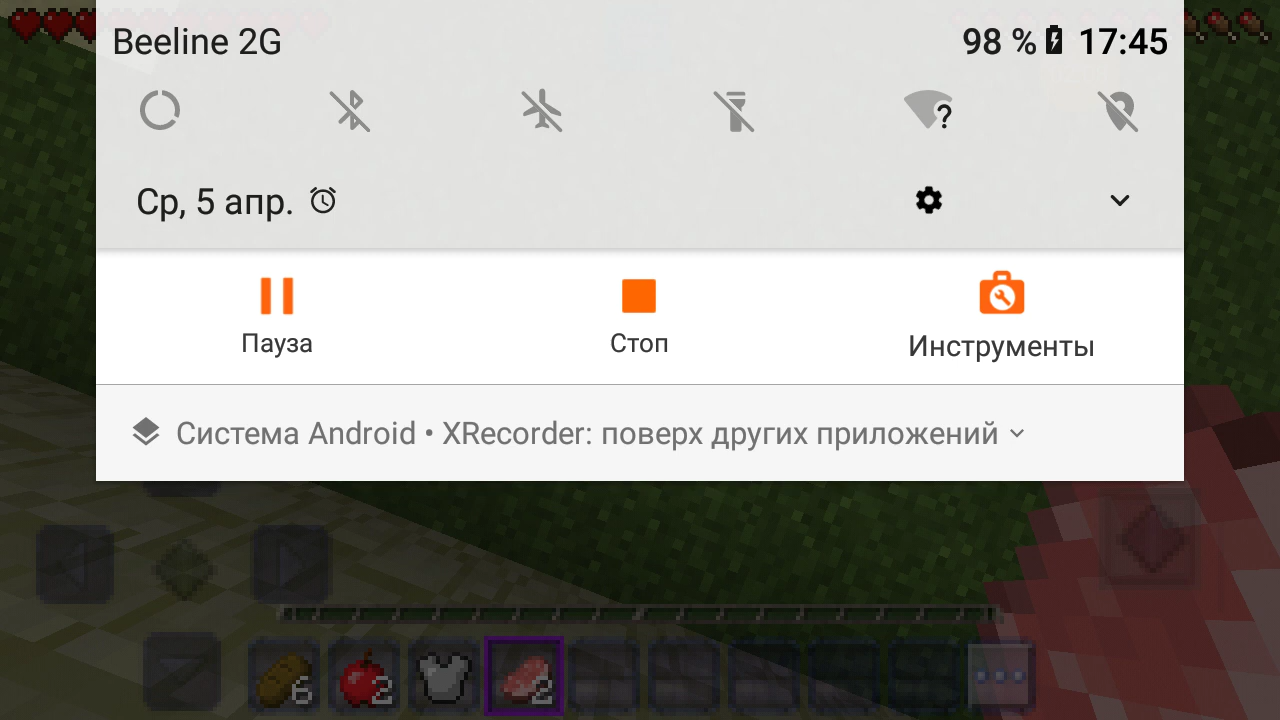 Beeline 2G
98 % 17:45
?
Ср, 5 апр.
Пауза
Стоп
Инструменты
Система Android • XRecorder: поверх других приложений
6 2 2